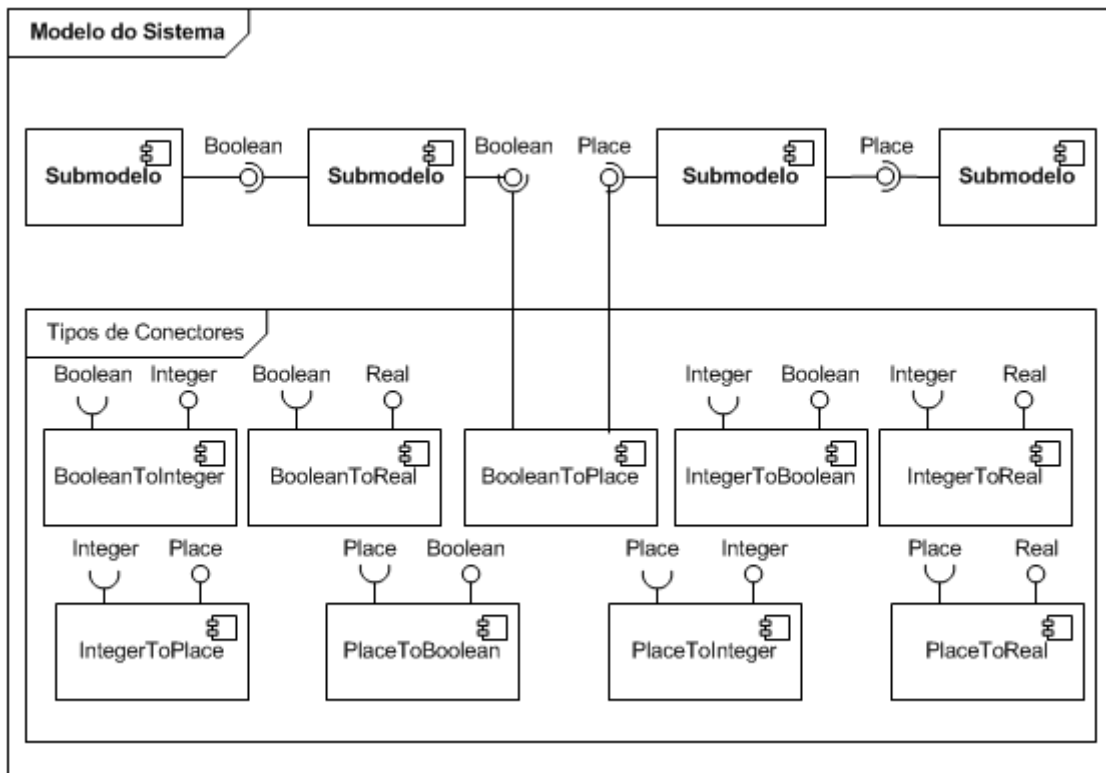 Modelo do Sistema
Boolean Boolean Place Place
Submodelo Submodelo Submodelo Submodelo
Tipos de Conectores
Boolean Integer Boolean Real Integer Boolean Integer Real
BooleanToInteger BooleanToReal BooleanToPlace IntegerToBoolean IntegerToReal
Integer Place Place Boolean Place Integer Place Real
IntegerToPlace PlaceToBoolean PlaceToInteger PlaceToReal